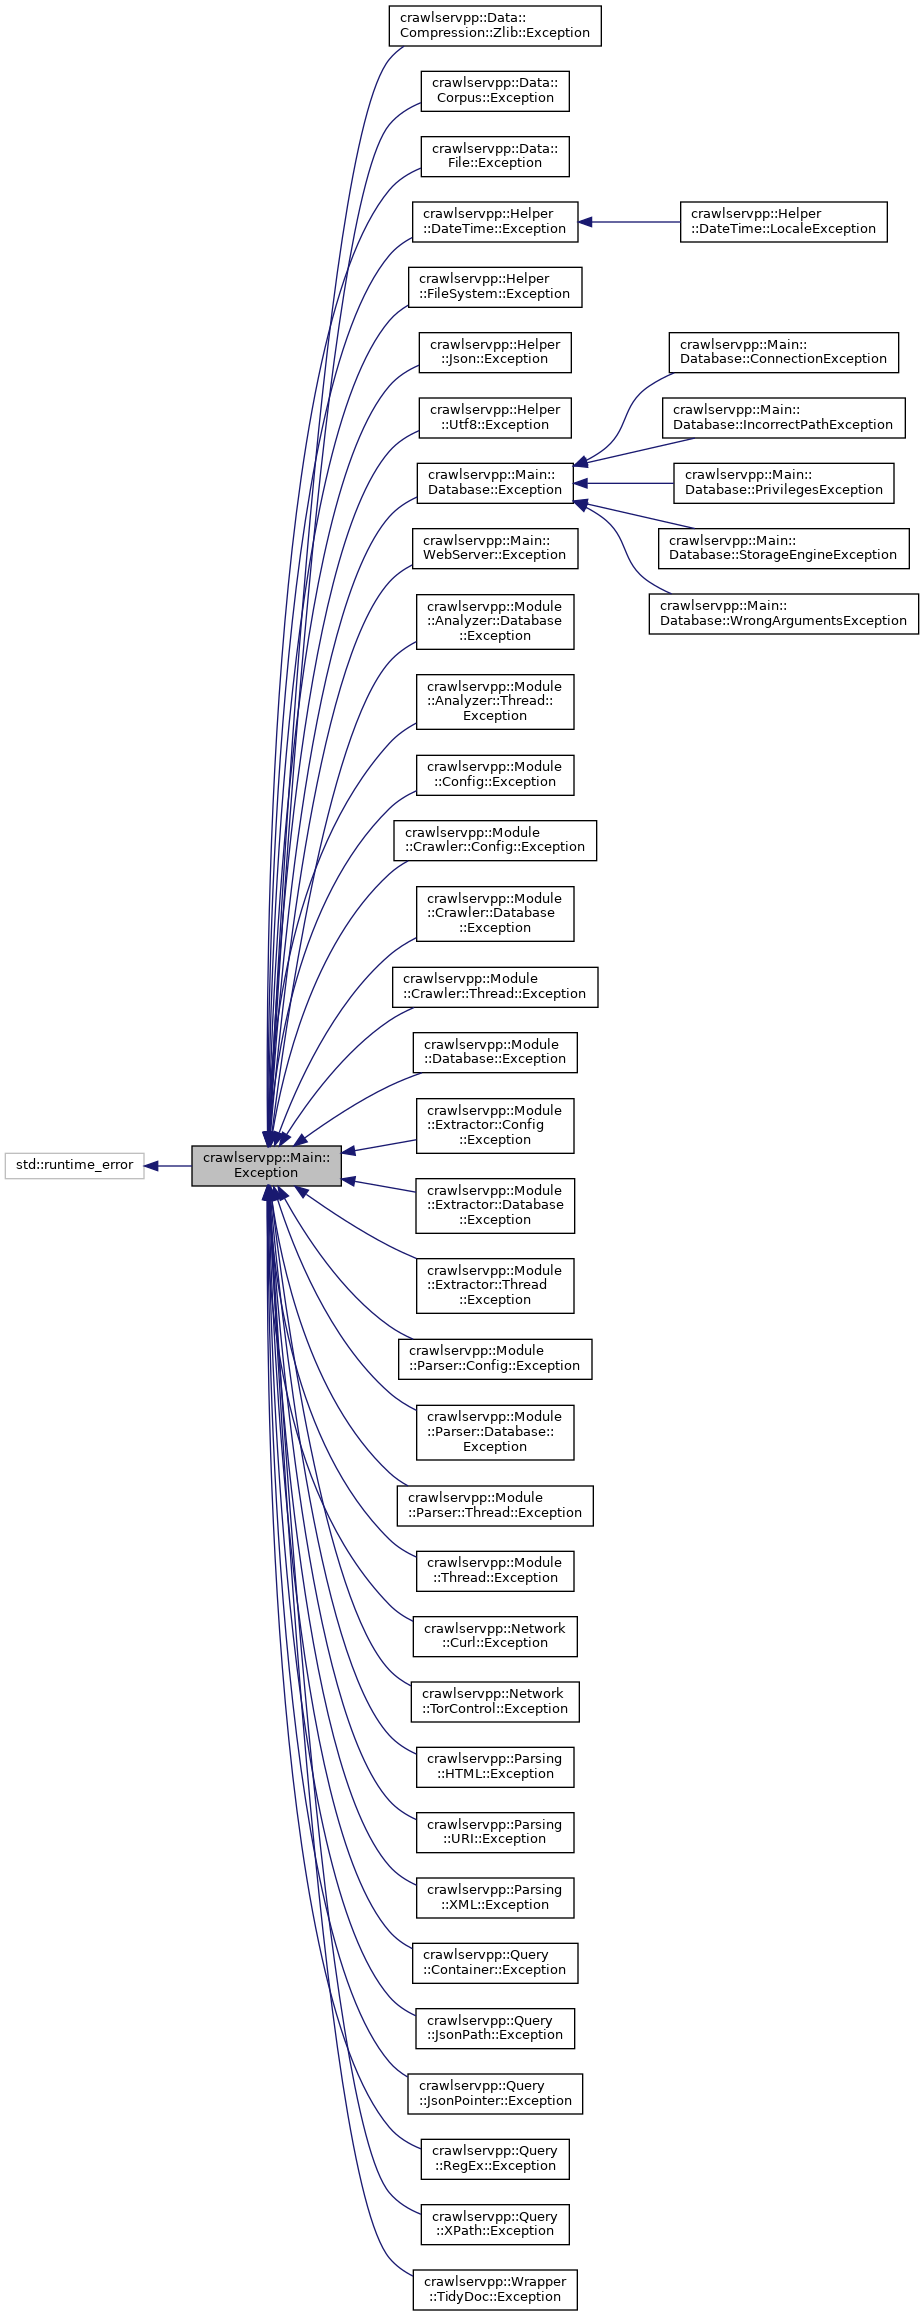 crawlservpp::Data::
Compression::Zlib::Exception
crawlservpp::Data::
Corpus::Exception
crawlservpp::Data::
File::Exception
crawlservpp::Helper
::DateTime::Exception
crawlservpp::Helper
::DateTime::LocaleException
crawlservpp::Helper
::FileSystem::Exception
crawlservpp::Helper
::Json::Exception
crawlservpp::Main::
Database::ConnectionException
crawlservpp::Helper
::Utf8::Exception
crawlservpp::Main::
Database::IncorrectPathException
crawlservpp::Main::
Database::Exception
crawlservpp::Main::
Database::PrivilegesException
crawlservpp::Main::
WebServer::Exception
crawlservpp::Main::
Database::StorageEngineException
crawlservpp::Module
::Analyzer::Database
::Exception
crawlservpp::Main::
Database::WrongArgumentsException
crawlservpp::Module
::Analyzer::Thread::
Exception
crawlservpp::Module
::Config::Exception
crawlservpp::Module
::Crawler::Config::Exception
crawlservpp::Module
::Crawler::Database
::Exception
crawlservpp::Module
::Crawler::Thread::Exception
crawlservpp::Module
::Database::Exception
crawlservpp::Module
::Extractor::Config
::Exception
std::runtime_error
crawlservpp::Main::
Exception
crawlservpp::Module
::Extractor::Database
::Exception
crawlservpp::Module
::Extractor::Thread
::Exception
crawlservpp::Module
::Parser::Config::Exception
crawlservpp::Module
::Parser::Database::
Exception
crawlservpp::Module
::Parser::Thread::Exception
crawlservpp::Module
::Thread::Exception
crawlservpp::Network
::Curl::Exception
crawlservpp::Network
::TorControl::Exception
crawlservpp::Parsing
::HTML::Exception
crawlservpp::Parsing
::URI::Exception
crawlservpp::Parsing
::XML::Exception
crawlservpp::Query
::Container::Exception
crawlservpp::Query
::JsonPath::Exception
crawlservpp::Query
::JsonPointer::Exception
crawlservpp::Query
::RegEx::Exception
crawlservpp::Query
::XPath::Exception
crawlservpp::Wrapper
::TidyDoc::Exception